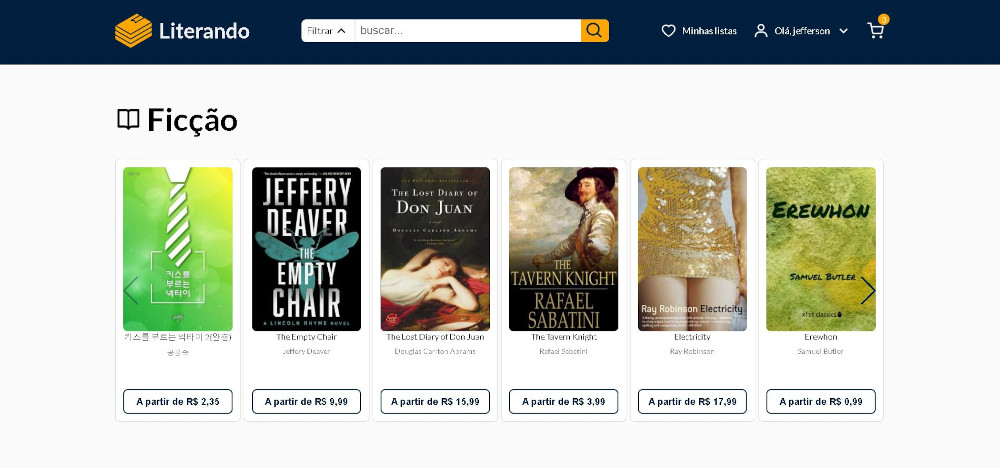 Literando
Filtrar
buscar...
Minhas listas
Olá, jefferson
Ficção
키스를
부르는
넥타이
JEFFERY
DEAVER
THE
EMPTY
CHAIR
A LINCOLN RHYME NOVEL
THE LOST DIARY OF
DON JUAN
DOUGLAS CARLTON ABRAMS
THE
TAVERN KNIGHT
RAFAEL
SABATINI
Ray Robinson Electricity
EREWHON
SAMUEL BUTLER
x1st classics
키스를 부르는 넥타이 2(완결)
The Empty Chair
Jeffery Deaver
The Lost Diary of Don Juan
Douglas Carlton Abrams
The Tavern Knight
Rafael Sabatini
Electricity
Ray Robinson
Erewhon
Samuel Butler
A partir de R$ 2,35
A partir de R$ 9,99
A partir de R$ 15,99
A partir de R$ 3,99
A partir de R$ 17,99
A partir de R$ 0,99